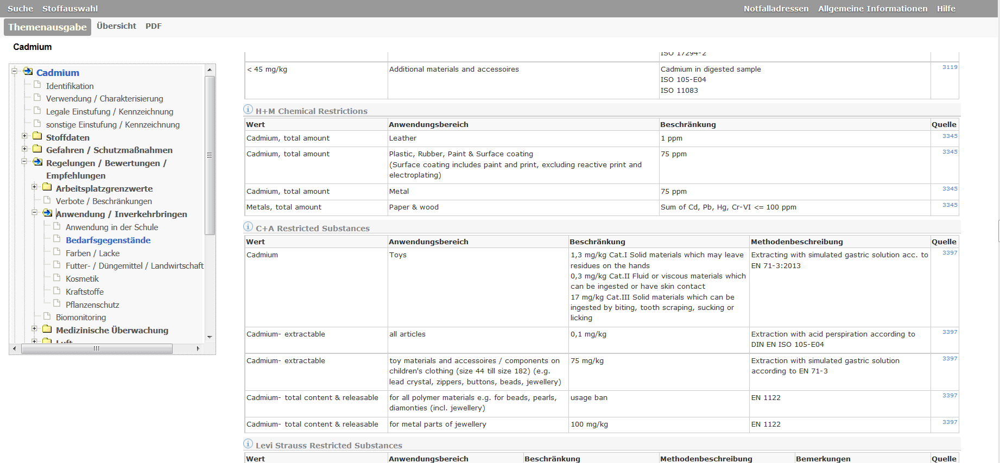 Suche Stoffauswahl Notfalladressen Allgemeine Informationen Hilfe
Themenausgabe Übersicht PDF
Cadmium
Cadmium
Identifikation
Verwendung / Charakterisierung
Legale Einstufung / Kennzeichnung
sonstige Einstufung / Kennzeichnung
Stoffdaten
Gefahren / Schutzmaßnahmen
Regelungen / Bewertungen /
Empfehlungen
Arbeitsplatzgrenzwerte
Verbote / Beschränkungen
Anwendung / Inverkehrbringen
Anwendung in der Schule
Bedarfsgegenstände
Farben / Lacke
Futter- / Düngemittel / Landwirtschaft
Kosmetik
Kraftstoffe
Pflanzenschutz
Biomonitoring
Medizinische Überwachung
Luft
ISO 17294-2
< 45 mg/kg Additional materials and accessoires Cadmium in digested sample 3119
ISO 105-E04
ISO 11083
H+M Chemical Restrictions
Wert Anwendungsbereich Beschränkung Quelle
Cadmium, total amount Leather 1 ppm 3345
Cadmium, total amount Plastic, Rubber, Paint & Surface coating 75 ppm 3345
(Surface coating includes paint and print, excluding reactive print and
electroplating)
Cadmium, total amount Metal 75 ppm 3345
Metals, total amount Paper & wood Sum of Cd, Pb, Hg, Cr-VI <= 100 ppm 3345
C+A Restricted Substances
Wert Anwendungsbereich Beschränkung Methodenbeschreibung Quelle
Cadmium Toys 1,3 mg/kg Cat.I Solid materials which may leave Extracting with simulated gastric solution acc. to 3397
residues on the hands EN 71-3:2013
0,3 mg/kg Cat.II Fluid or viscous materials which
can be ingested or have skin contact
17 mg/kg Cat.III Solid materials which can be
ingested by biting, tooth scraping, sucking or
licking
Cadmium- extractable all articles 0,1 mg/kg Extraction with acid perspiration according to 3397
DIN EN ISO 105-E04
Cadmium- extractable toy materials and accessoires / components on 75 mg/kg Extraction with simulated gastric solution 3397
children's clothing (size 44 till size 182) (e.g. according to EN 71-3
lead crystal, zippers, buttons, beads, jewellery)
Cadmium- total content & releasable for all polymer materials e.g. for beads, pearls, usage ban EN 1122 3397
diamonties (incl. jewellery)
Cadmium- total content & releasable for metal parts of jewellery 100 mg/kg EN 1122 3397
Levi Strauss Restricted Substances
Wert Anwendungsbereich Beschränkung Methodenbeschreibung Bemerkungen Quelle